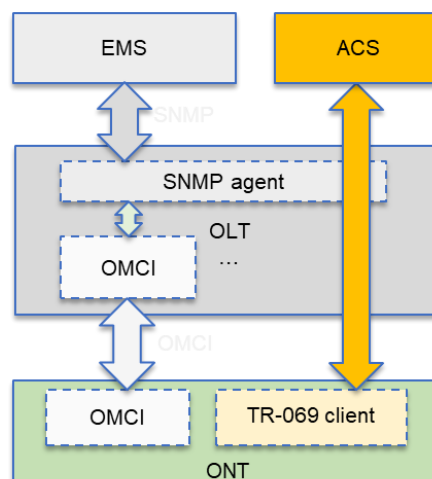 EMS
ACS
SNMP
SNMP agent
OLT
...
OMCI
OMCI
OMCI
TR-069 client
ONT